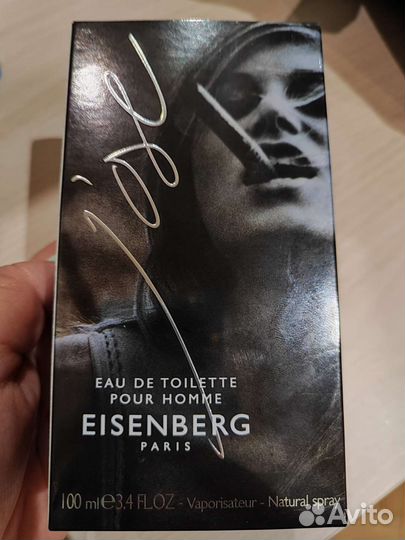 J'ose
EAU DE TOILETTE
POUR HOMME
EISENBERG
PARIS
100 ml e 3.4 FL.OZ - Vaporisateur - Natural spray
Avito